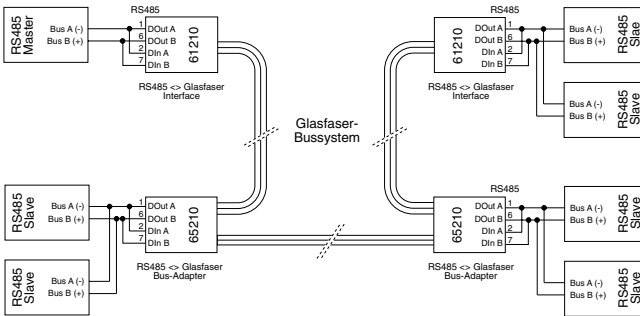 RS485
Master
Bus A (-)
Bus B (+)
RS485
1
6
2
7
DOut A
DOut B
DIn A
DIn B
61210
RS485 <> Glasfaser
Interface
RS485
61210
DOut A
DOut B
DIn A
DIn B
1
6
2
7
RS485 <> Glasfaser
Interface
Bus A (-)
Bus B (+)
RS485
Slae
Bus A (-)
Bus B (+)
RS485
Slave
Glasfaser-
Bussystem
RS485
Slave
Bus A (-)
Bus B (+)
RS485
Slave
Bus A (-)
Bus B (+)
1
6
2
7
DOut A
DOut B
DIn A
DIn B
65210
RS485 <> Glasfaser
Bus-Adapter
RS485
65210
DOut A
DOut B
DIn A
DIn B
1
6
2
7
RS485 <> Glasfaser
Bus-Adapter
Bus A (-)
Bus B (+)
RS485
Slave
Bus A (-)
Bus B (+)
RS485
Slave